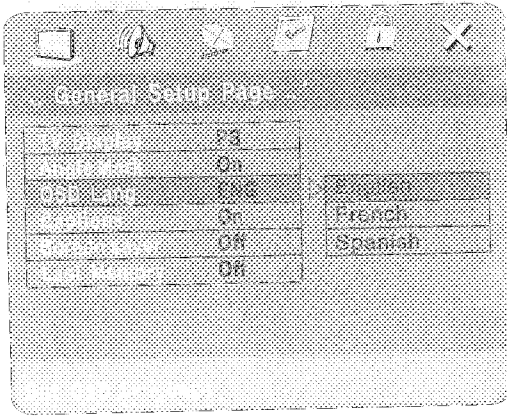 .. General Setup Page ..
TV Display PS
Angle Mark On
OSD Lang ENG
Captions On
Screen Saver Off
Last Memory Off
English
French
Spanish